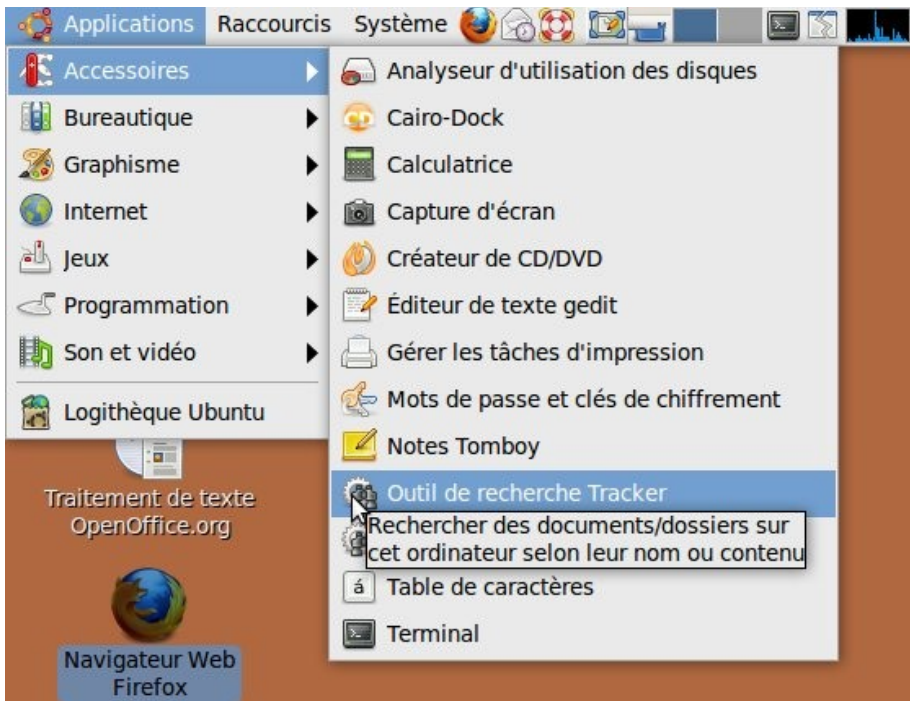 Applications Raccourcis Système
Accessoires
Bureautique
Graphisme
Internet
Jeux
Programmation
Son et vidéo
Logithèque Ubuntu
Analyseur d'utilisation des disques
Cairo-Dock
Calculatrice
Capture d'écran
Créateur de CD/DVD
Éditeur de texte gedit
Gérer les tâches d'impression
Mots de passe et clés de chiffrement
Notes Tomboy
Outil de recherche Tracker
Rechercher des documents/dossiers sur
cet ordinateur selon leur nom ou contenu
á Table de caractères
Terminal
Traitement de texte
OpenOffice.org
Navigateur Web
Firefox